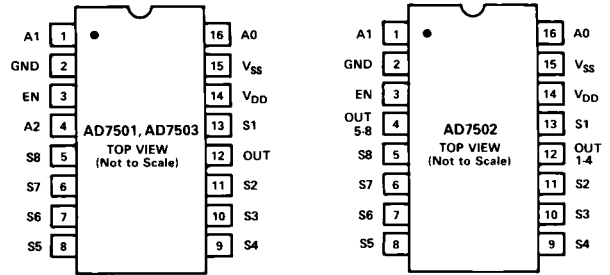 A1 1 16 A0
GND 2 15 VSS
EN 3 14 VDD
A2 4 13 S1
S8 5 12 OUT
S7 6 11 S2
S6 7 10 S3
S5 8 9 S4
AD7501, AD7503
TOP VIEW
(Not to Scale)
A1 1 16 A0
GND 2 15 VSS
EN 3 14 VDD
OUT 5-8 4 13 S1
S8 5 12 OUT 1-4
S7 6 11 S2
S6 7 10 S3
S5 8 9 S4
AD7502
TOP VIEW
(Not to Scale)